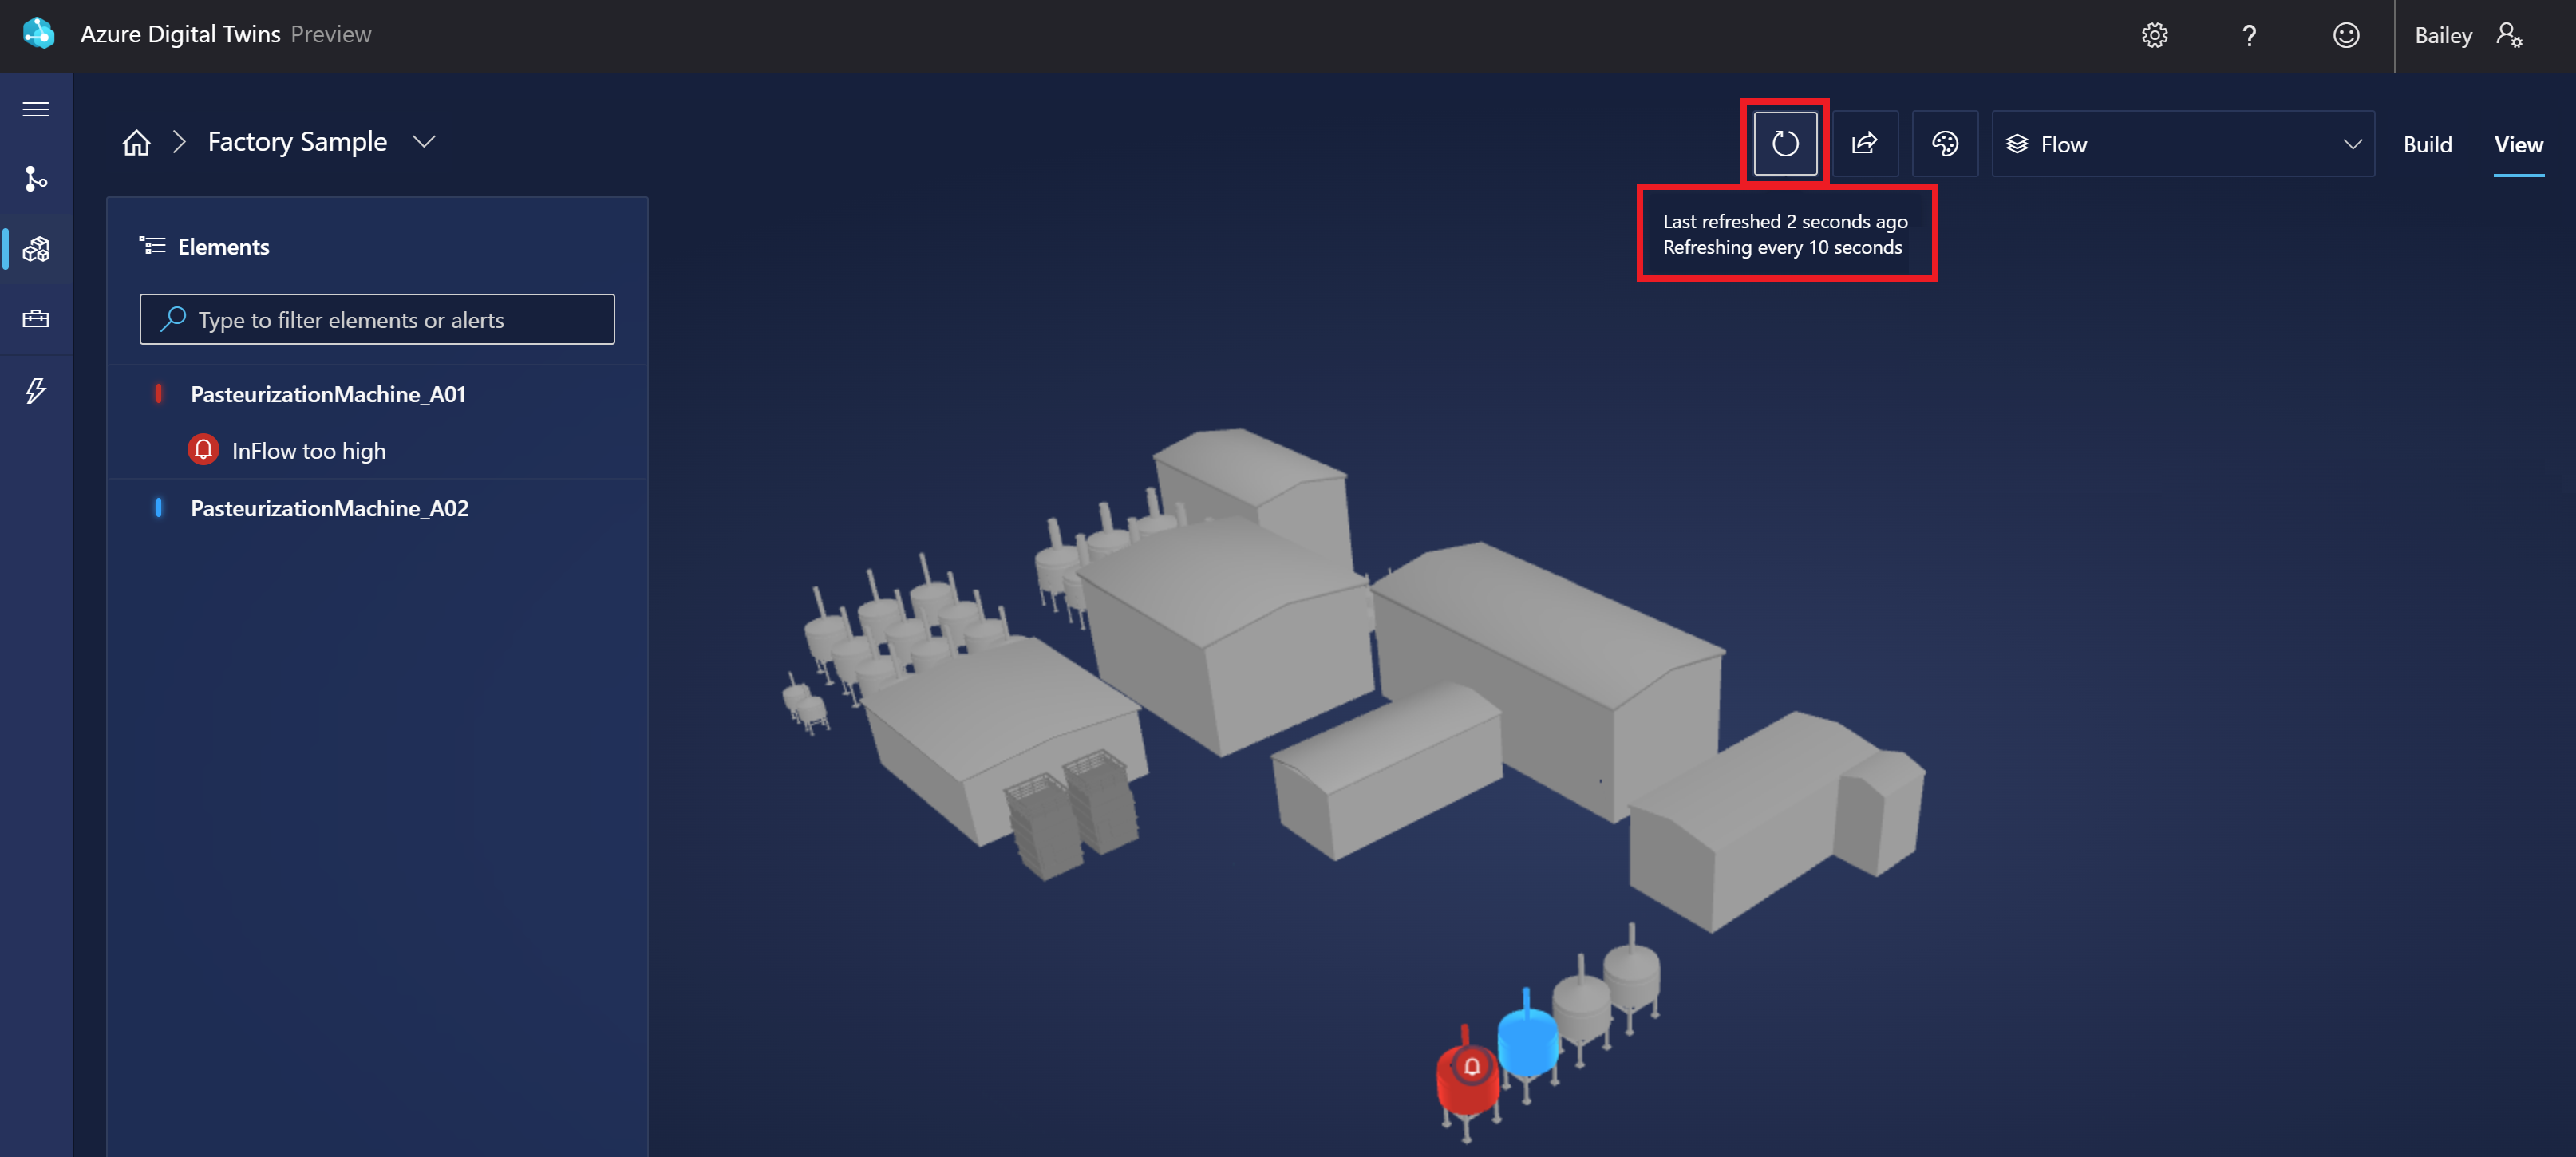 Azure Digital Twins Preview
?
Bailey
Factory Sample
Flow
Build
View
Last refreshed 2 seconds ago
Refreshing every 10 seconds
Elements
Type to filter elements or alerts
PasteurizationMachine_A01
InFlow too high
PasteurizationMachine_A02